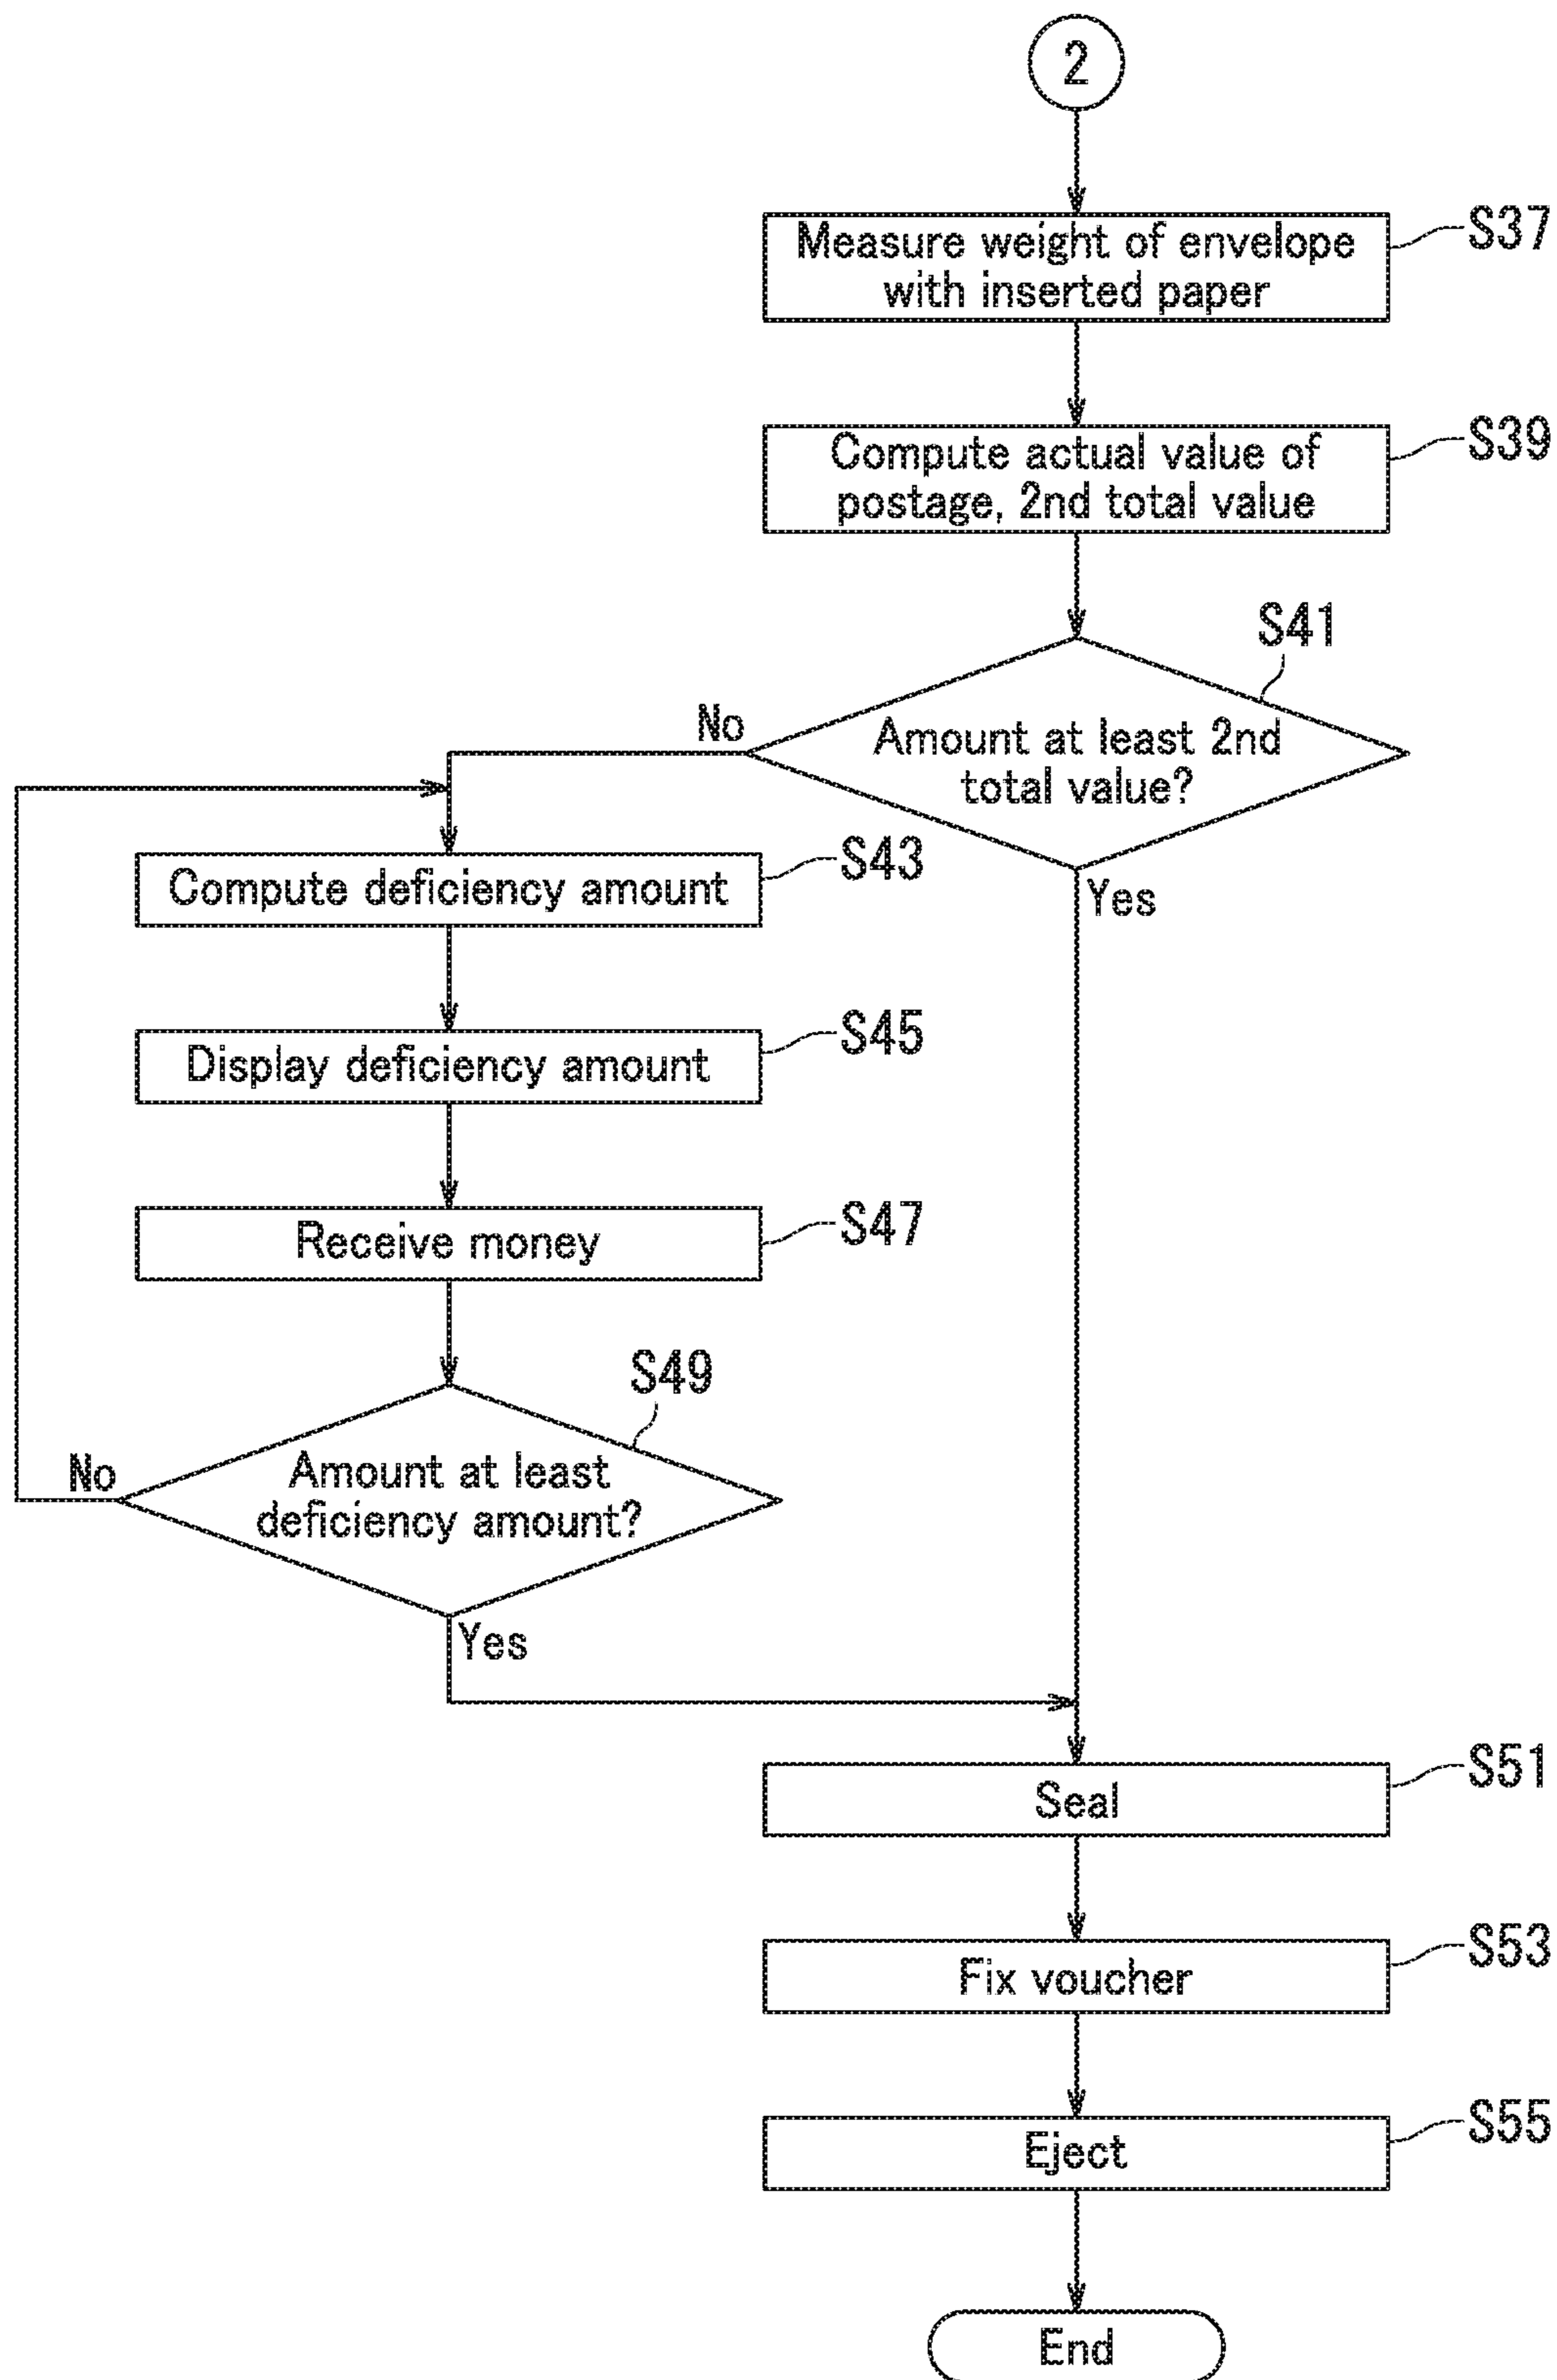 2
Measure weight of envelope
with inserted paper
S37
Compute actual value of
postage, 2nd total value
S39
S41
Amount at least 2nd
total value?
No
Yes
Compute deficiency amount
S43
Display deficiency amount
S45
Receive money
S47
S49
Amount at least
deficiency amount?
No
Yes
Seal
S51
Fix voucher
S53
Eject
S55
End